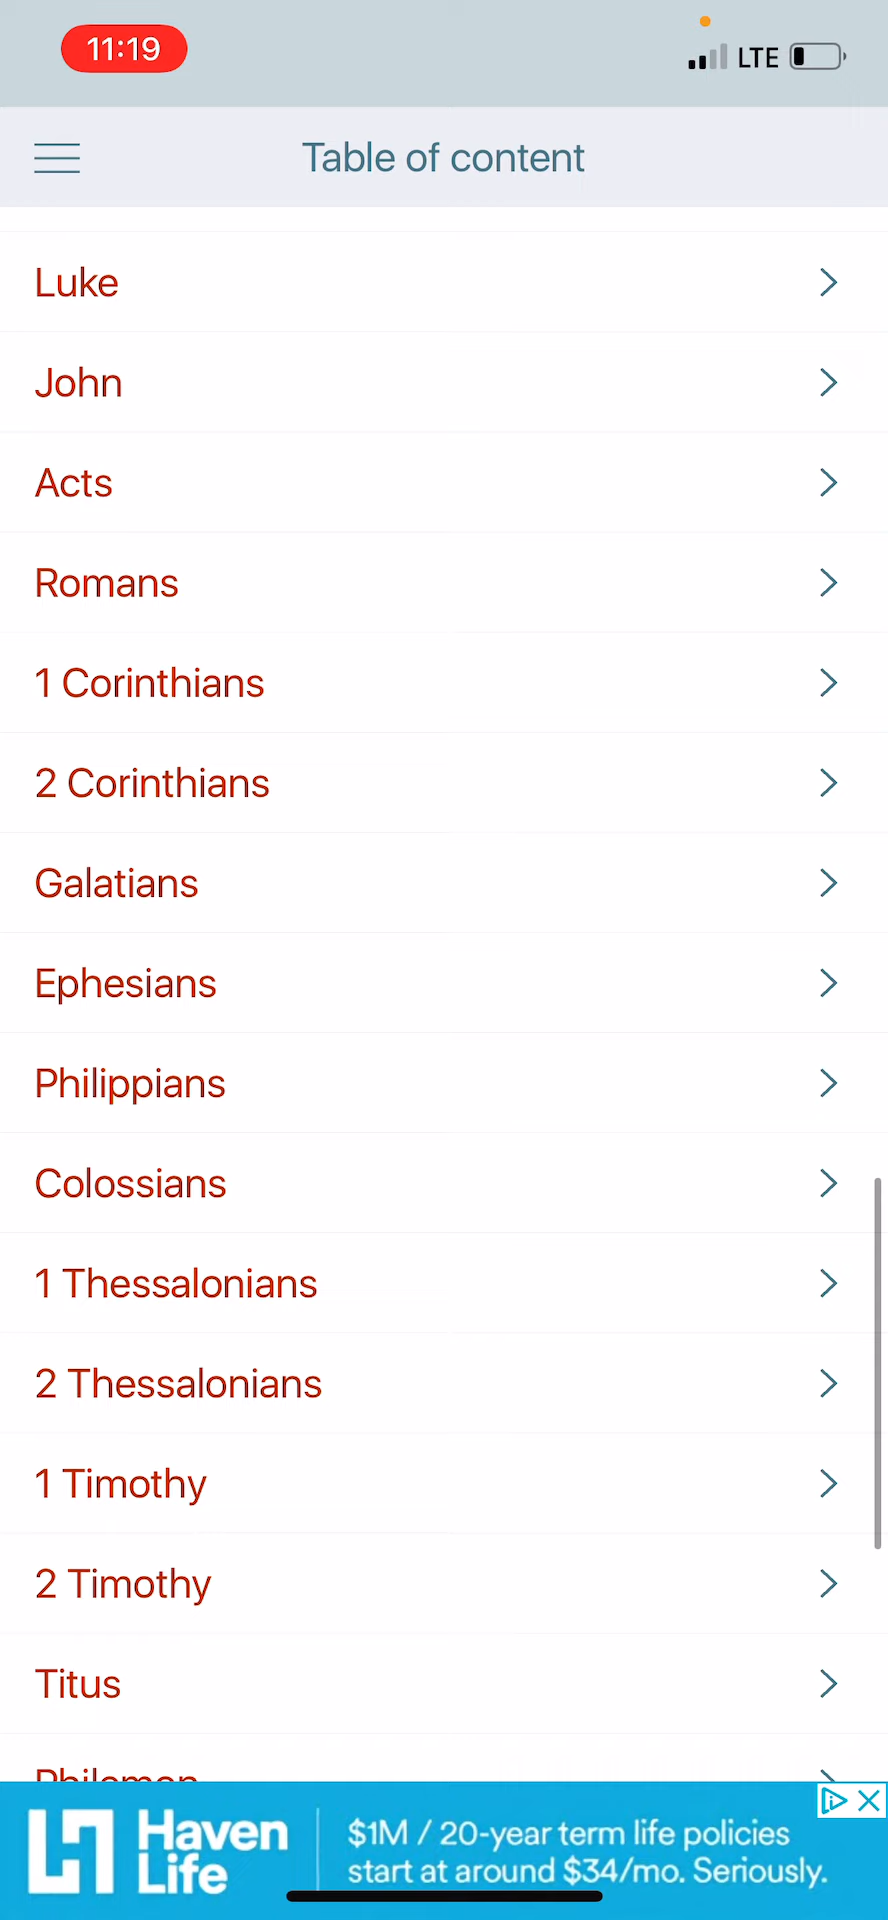 11:19
LTE
Table of content
Luke
John
Acts
Romans
1 Corinthians
2 Corinthians
Galatians
Ephesians
Philippians
Colossians
1 Thessalonians
2 Thessalonians
1 Timothy
2 Timothy
Titus
Philemon
Haven
Life
$1M / 20-year term life policies
start at around $34/mo. Seriously.